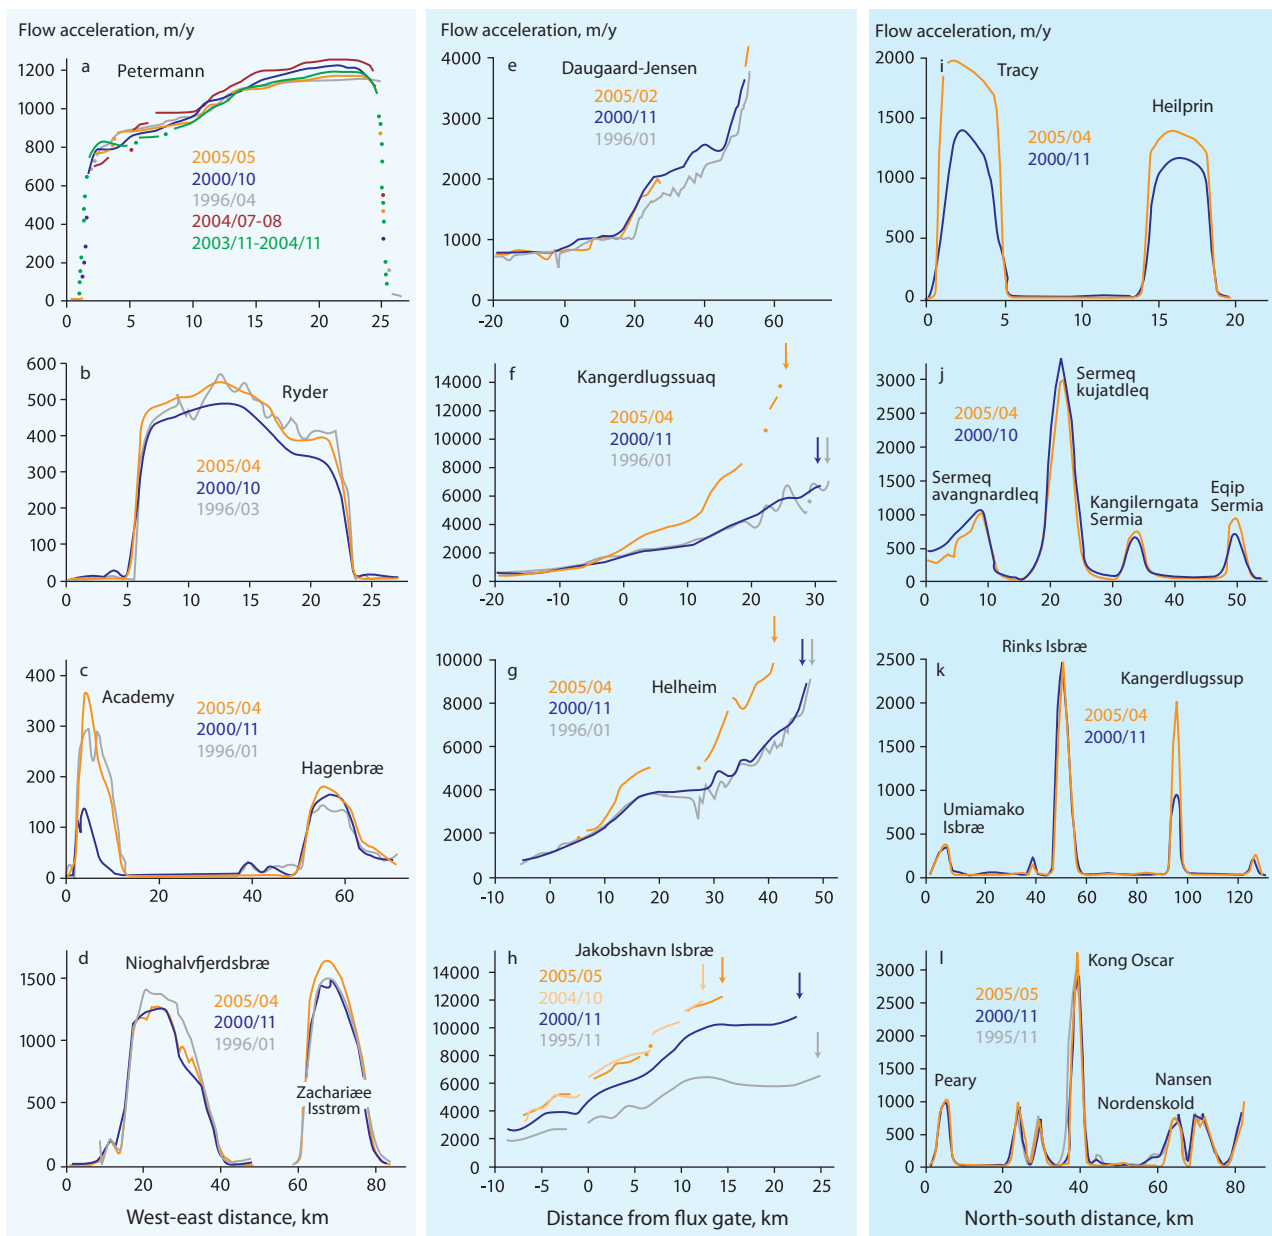 Flow acceleration, m/y
a
Petermann
1200
1000
800
600
400
200
0
2005/05
2000/10
1996/04
2004/07-08
2003/11-2004/11
0 5 10 15 20 25
b
Ryder
600
500
400
300
200
100
0
2005/04
2000/10
1996/03
0 5 10 15 20 25
c
Academy
400
300
200
100
0
2005/04
2000/11
1996/01
Hagenbræ
0 20 40 60
d
Nioghalvfjerdsbræ
1500
1000
500
0
2005/04
2000/11
1996/01
Zachariæe
Isstrøm
0 20 40 60 80
West-east distance, km
Flow acceleration, m/y
e
Daugaard-Jensen
4000
3000
2000
1000
0
2005/02
2000/11
1996/01
-20 0 20 40 60
f
Kangerdlugssuaq
14000
12000
10000
8000
6000
4000
2000
0
2005/04
2000/11
1996/01
-20 -10 0 10 20 30
g
Helheim
10000
8000
6000
4000
2000
0
2005/04
2000/11
1996/01
-10 0 10 20 30 40 50
h
Jakobshavn Isbræ
14000
12000
10000
8000
6000
4000
2000
0
2005/05
2004/10
2000/11
1995/11
-10 -5 0 5 10 15 20 25
Distance from flux gate, km
Flow acceleration, m/y
i
Tracy
Heilprin
2000
1500
1000
500
0
2005/04
2000/11
0 5 10 15 20
j
Sermeq
kujatdleq
3000
2500
2000
1500
1000
500
0
2005/04
2000/10
Sermeq
avangnardleq
Kangilerngata
Sermia
Eqip
Sermia
0 10 20 30 40 50
Rinks Isbræ
k
Kangerdlugssup
2500
2000
1500
1000
500
0
2005/04
2000/11
Umiamako
Isbræ
0 20 40 60 80 100 120
l
Kong Oscar
3000
2500
2000
1500
1000
500
0
2005/05
2000/11
1995/11
Peary
Nansen
Nordenskold
0 20 40 60 80
North-south distance, km